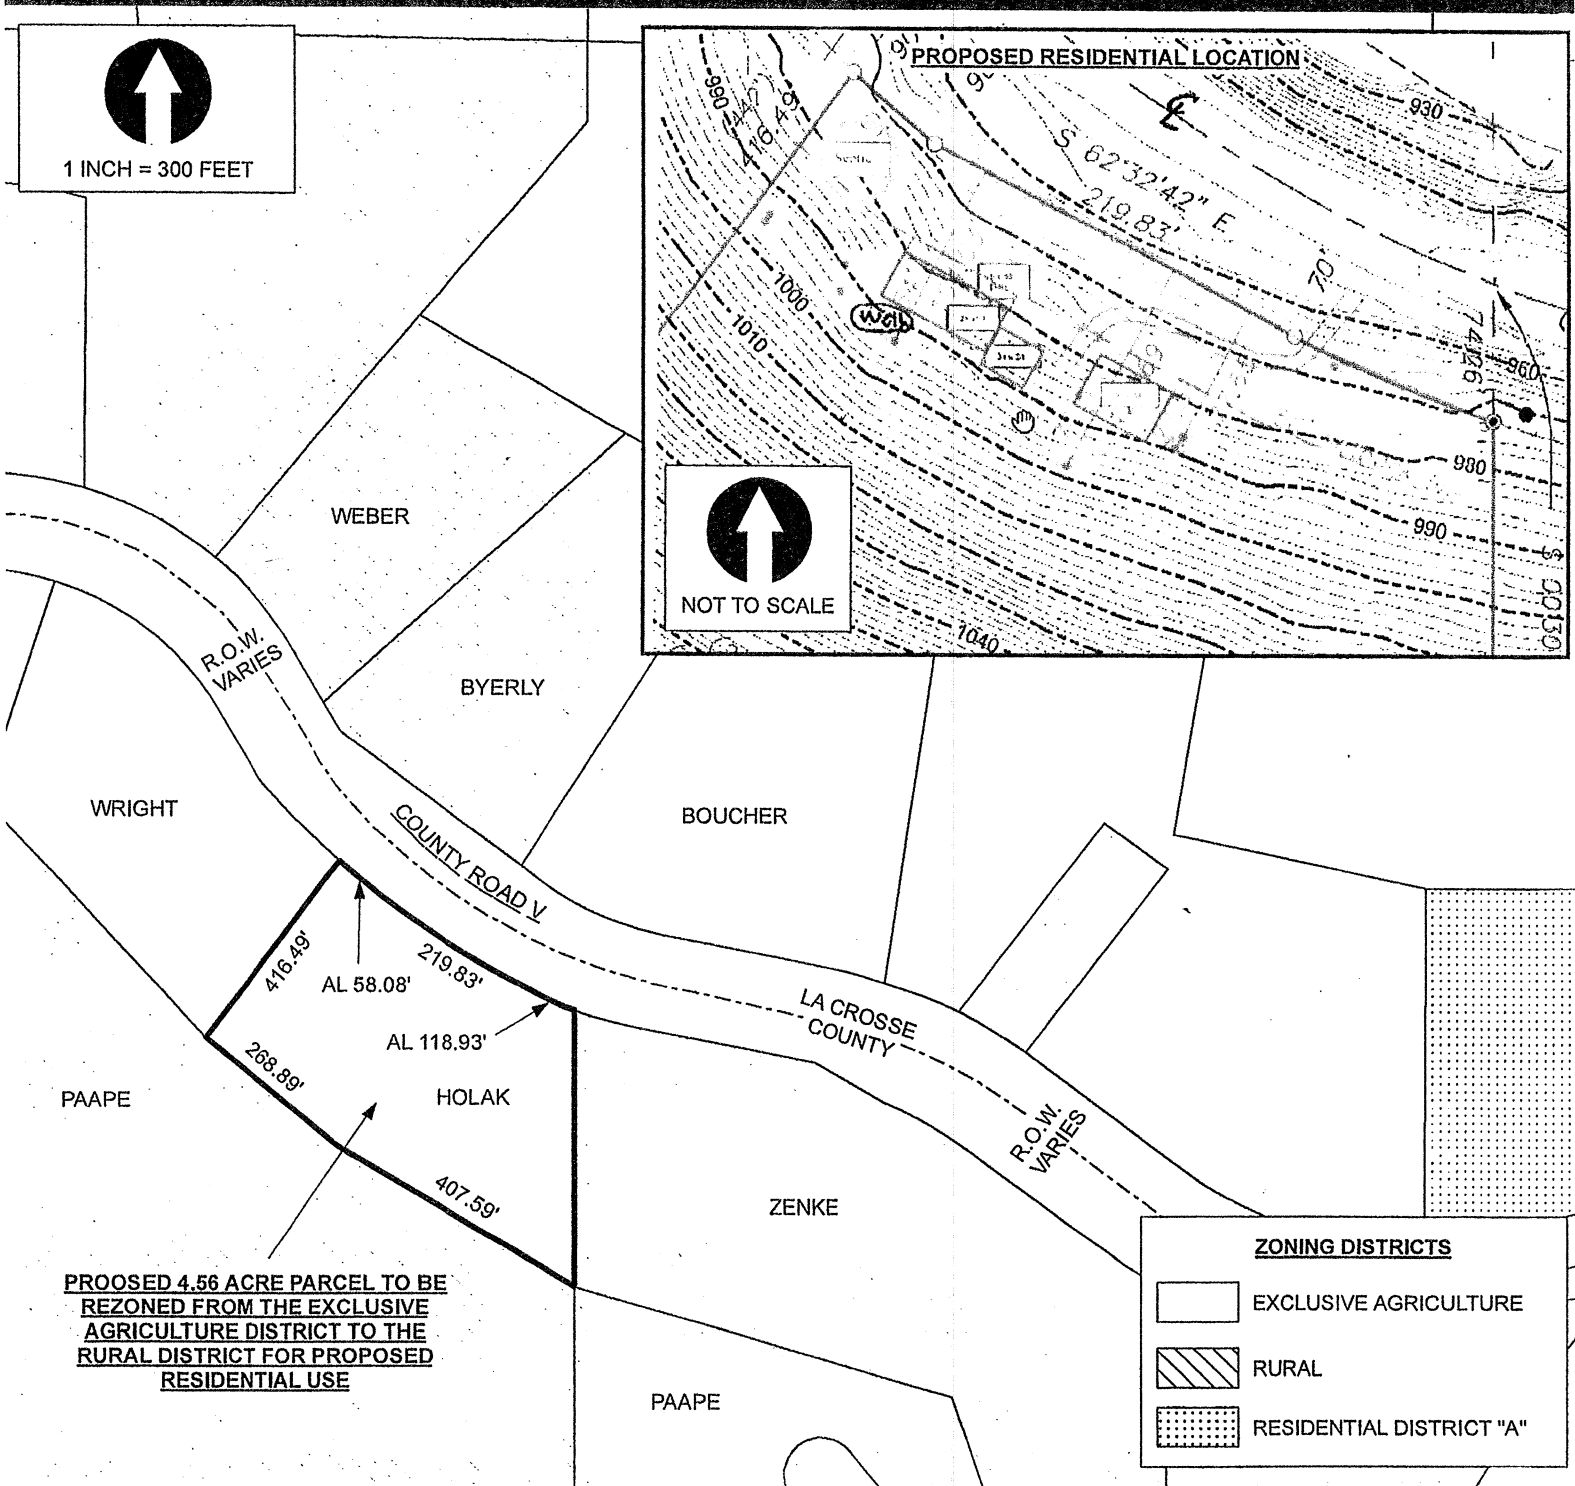 1 INCH = 300 FEET
PROPOSED RESIDENTIAL LOCATION
930
990
416.49
S 62°32'42" E
219.83'
70'
1000
1010
Well
960
980
990
1040
NOT TO SCALE
WEBER
R.O.W.
VARIES
BYERLY
WRIGHT
BOUCHER
COUNTY ROAD V
416.49'
AL 58.08'
219.83'
AL 118.93'
LA CROSSE
COUNTY
268.89'
HOLAK
PAAPE
R.O.W.
VARIES
407.59'
ZENKE
PROOSED 4.56 ACRE PARCEL TO BE
REZONED FROM THE EXCLUSIVE
AGRICULTURE DISTRICT TO THE
RURAL DISTRICT FOR PROPOSED
RESIDENTIAL USE
PAAPE
ZONING DISTRICTS
EXCLUSIVE AGRICULTURE
RURAL
RESIDENTIAL DISTRICT "A"